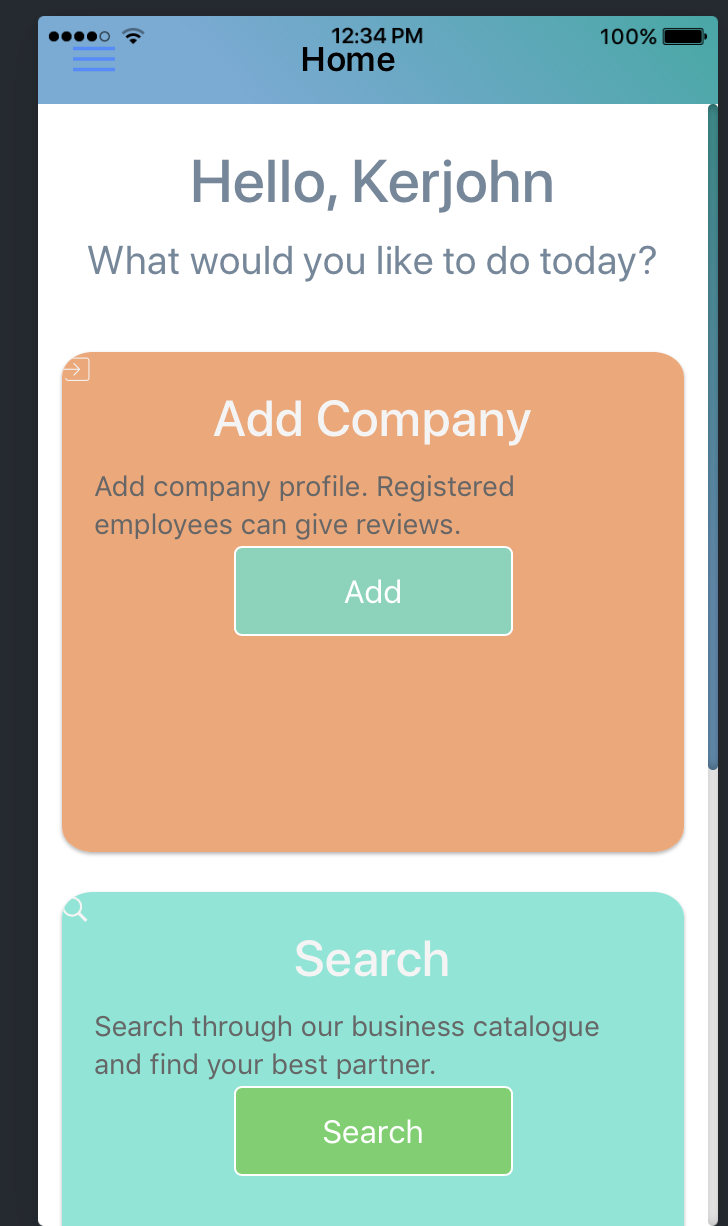 12:34 PM
100%
Home
Hello, Kerjohn
What would you like to do today?
Add Company
Add company profile. Registered
employees can give reviews.
Add
Search
Search through our business catalogue
and find your best partner.
Search